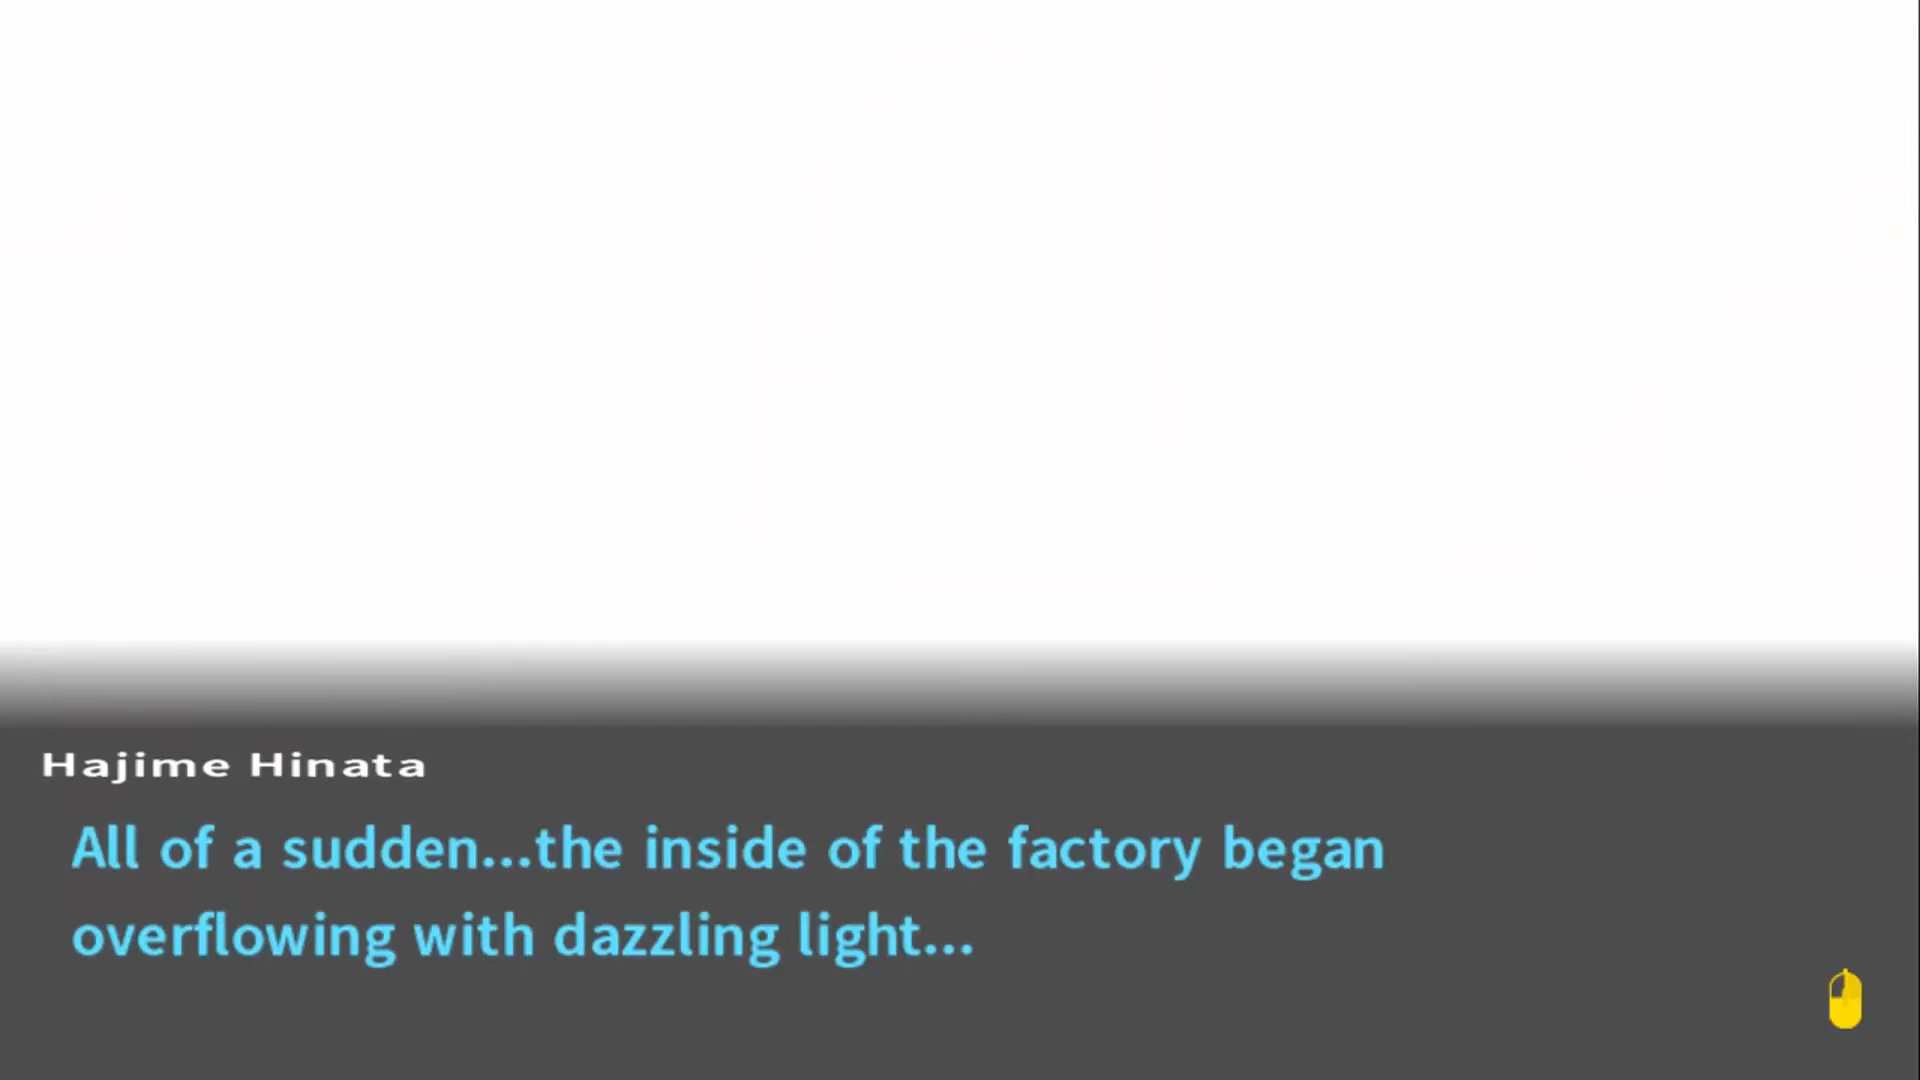 Hajime Hinata
All of a sudden...the inside of the factory began
overflowing with dazzling light...